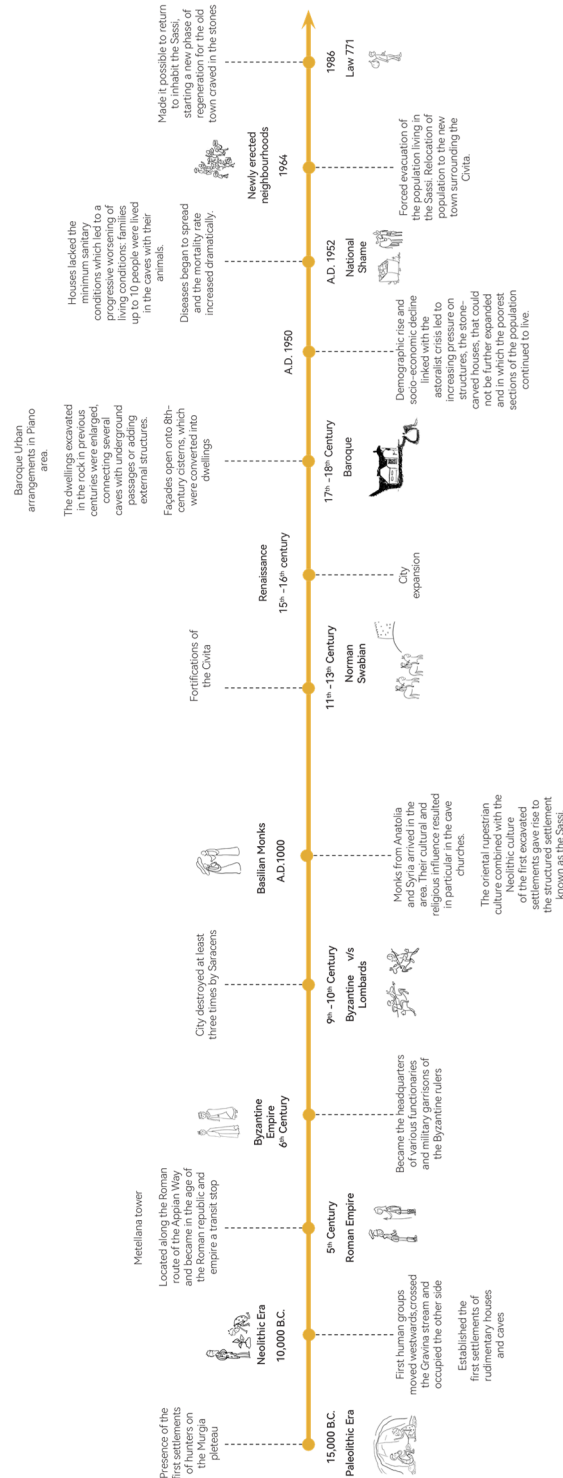 Presence of the
first settlements
of hunters on
the Murgia
pleteau
15,000 B.C.
Paleolithic Era
Neolithic Era
10,000 B.C.
First human groups
moved westwards,crossed
the Gravina stream and
occupied the other side
Established the
first settlements of
rudimentary houses
and caves
Metellana tower
Located along the Roman
route of the Appian Way
and became in the age of
the Roman republic and
empire a transit stop
5th Century
Roman Empire
Byzantine
Empire
6th Century
Became the headquarters
of various functionaries
and military garrisons of
the Byzantine rulers
City destroyed at least
three times by Saracens
9th -10th Century
Byzantine v/s
Lombards
Basilian Monks
A.D.1000
Monks from Anatolia
and Syria arrived in the
area. Their cultural and
religious influence resulted
in particular in the cave
churches.
The oriental rupestrian
culture combined with the
Neolithic culture
of the first excavated
settlements gave rise to
the structured settlement
known as the Sassi.
Fortifications of
the Civita
11th -13th Century
Norman
Swabian
Renaissance
15th -16th century
City
expansion
Baroque Urban
arrangements in Piano
area.
The dwellings excavated
in the rock in previous
centuries were enlarged,
connecting several
caves with underground
passages or adding
external structures.
Façades open onto 8th-
century cisterns, which
were converted into
dwellings
17th -18th Century
Baroque
A.D. 1950
Demographic rise and
socio-economic decline
linked with the
astoralist crisis led to
increasing pressure on
structures, the stone-
carved houses, that could
not be further expanded
and in which the poorest
sections of the population
continued to live.
Houses lacked the
minimum sanitary
conditions which led to a
progressive worsening of
living conditions: families
up to 10 people were lived
in the caves with their
animals.
Diseases began to spread
and the mortality rate
increased dramatically.
A.D. 1952
National
Shame
Newly erected
neighbourhoods
1964
Forced evacuation of
the population living in
the Sassi. Relocation of
population to the new
town surrounding the
Civita.
Made it possible to return
to inhabit the Sassi,
starting a new phase of
regeneration for the old
town craved in the stones
1986
Law 771